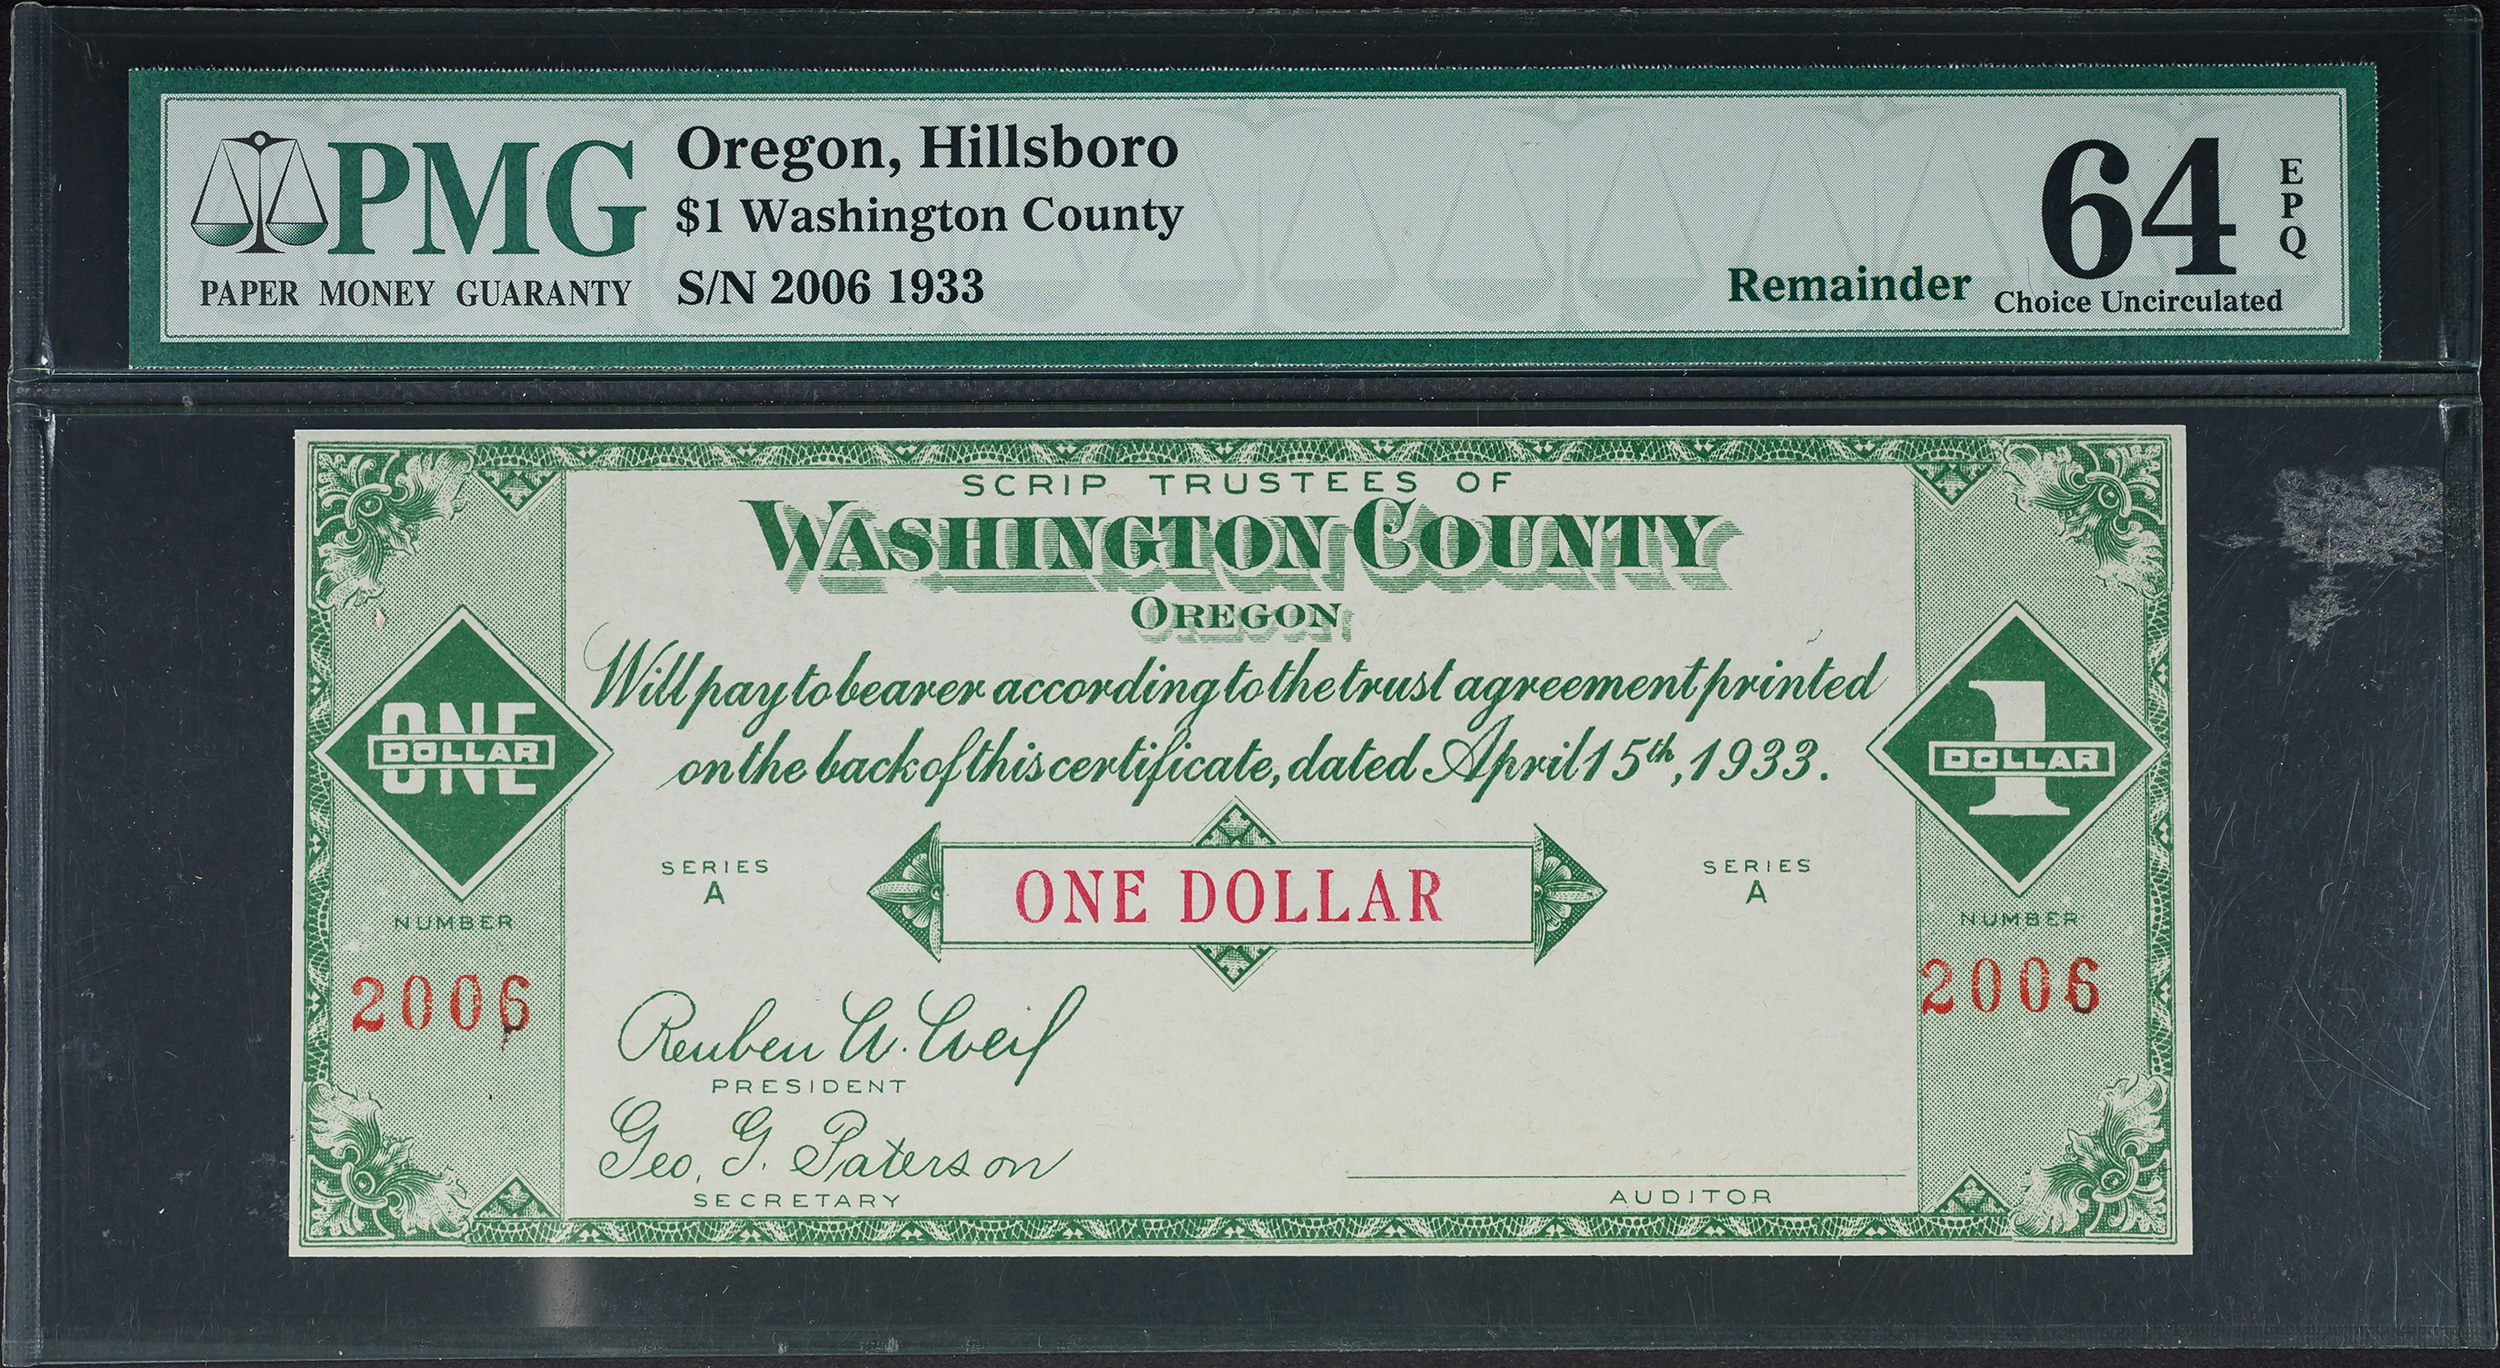 PMG
PAPER MONEY GUARANTY
Oregon, Hillsboro
$1 Washington County
S/N 2006 1933
Remainder
64
EPQ
Choice Uncirculated
SCRIP TRUSTEES OF
WASHINGTON COUNTY
OREGON
Will pay to bearer according to the trust agreement printed
on the back of this certificate, dated April 15th, 1933.
ONE
DOLLAR
1
DOLLAR
SERIES
A
ONE DOLLAR
SERIES
A
NUMBER
2006
NUMBER
2006
Reuben W. Weil
PRESIDENT
Geo. G. Paterson
SECRETARY
AUDITOR